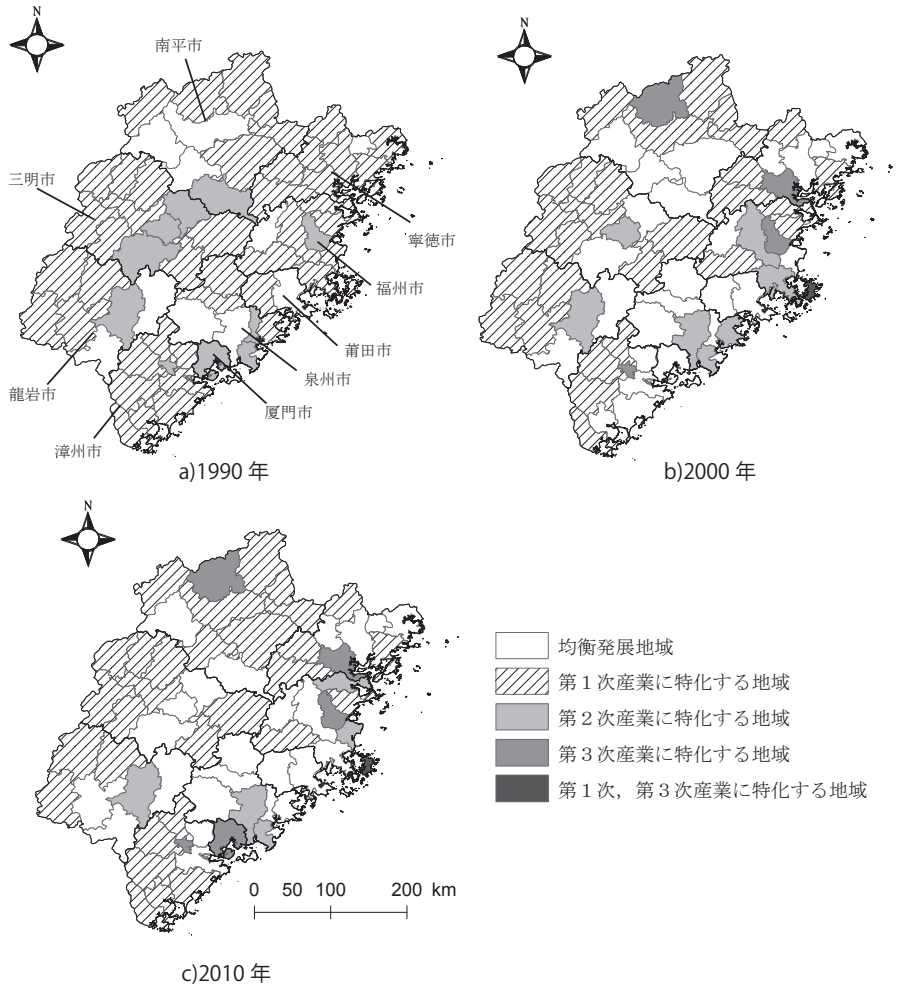 N
南平市
三明市
寧徳市
福州市
莆田市
泉州市
厦門市
龍岩市
漳州市
a)1990 年
N
b)2000 年
N
均衡発展地域
第1次産業に特化する地域
第2次産業に特化する地域
第3次産業に特化する地域
第1次，第3次産業に特化する地域
0 50 100 200 km
c)2010 年